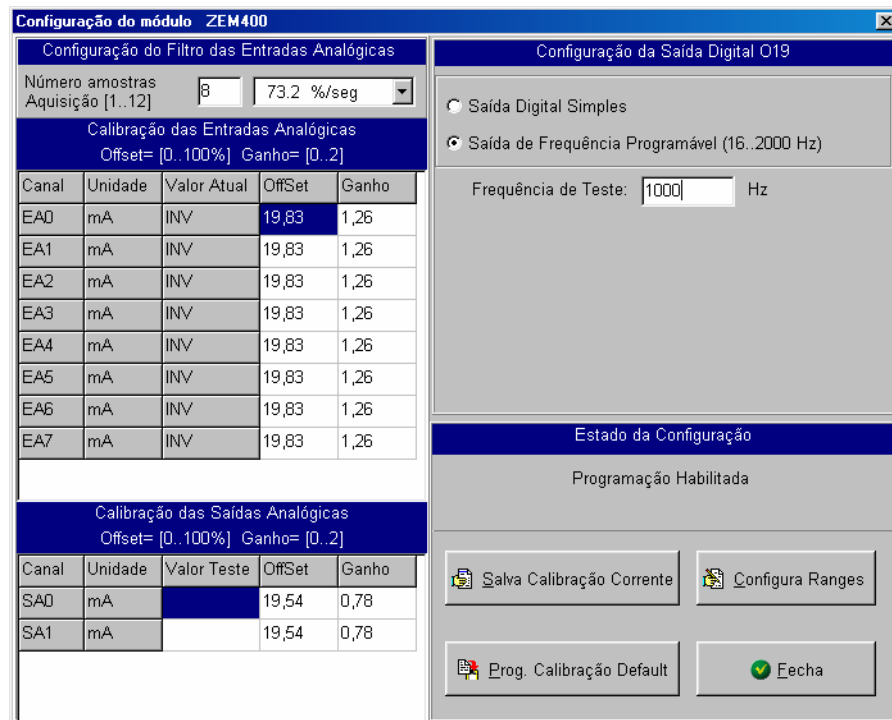 Configuração do módulo ZEM400
Configuração do Filtro das Entradas Analógicas
Número amostras
Aquisição [1..12]
8
73.2 %/seg
Calibração das Entradas Analógicas
Offset= [0..100%] Ganho= [0..2]
Canal Unidade Valor Atual OffSet Ganho
EA0 mA INV 19,83 1,26
EA1 mA INV 19,83 1,26
EA2 mA INV 19,83 1,26
EA3 mA INV 19,83 1,26
EA4 mA INV 19,83 1,26
EA5 mA INV 19,83 1,26
EA6 mA INV 19,83 1,26
EA7 mA INV 19,83 1,26
Calibração das Saídas Analógicas
Offset= [0..100%] Ganho= [0..2]
Canal Unidade Valor Teste OffSet Ganho
SA0 mA 19,54 0,78
SA1 mA 19,54 0,78
Configuração da Saída Digital O19
Saída Digital Simples
Saída de Frequência Programável (16..2000 Hz)
Frequência de Teste: 1000 Hz
Estado da Configuração
Programação Habilitada
Salva Calibração Corrente
Configura Ranges
Prog. Calibração Default
Fecha